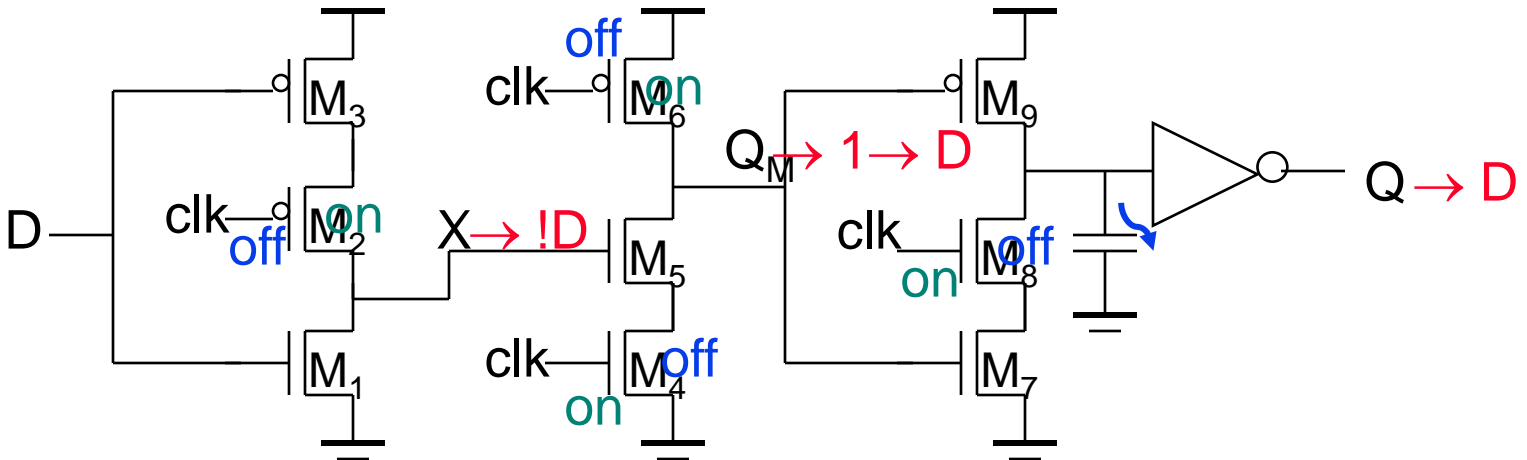 off
clk
on
M3
M6
M9
QM → 1 → D
D
clk
on
M2
off
X → !D
M5
clk
off
M8
on
Q → D
M1
clk
off
M4
on
M7